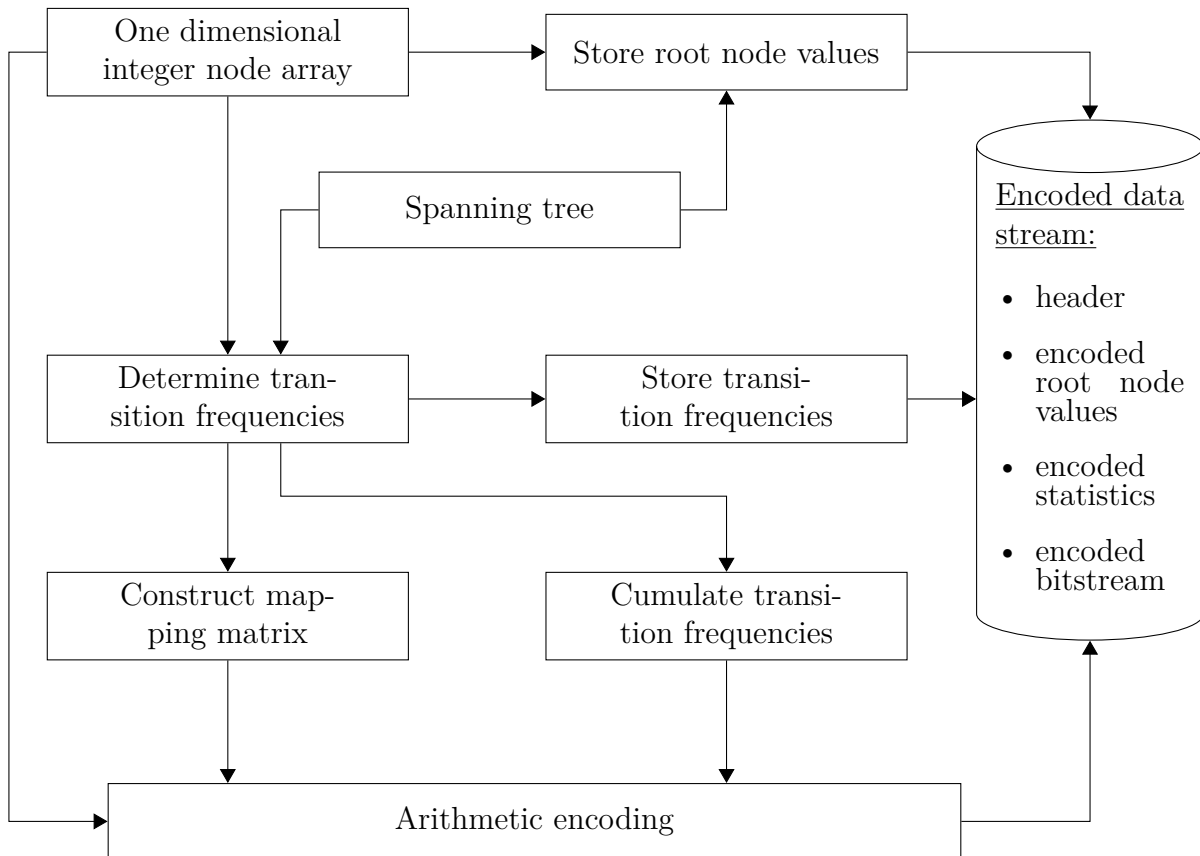 One dimensional
integer node array
Store root node values
Spanning tree
Encoded data
stream:
• header
• encoded
root node
values
• encoded
statistics
• encoded
bitstream
Determine tran-
sition frequencies
Store transi-
tion frequencies
Construct map-
ping matrix
Cumulate transi-
tion frequencies
Arithmetic encoding